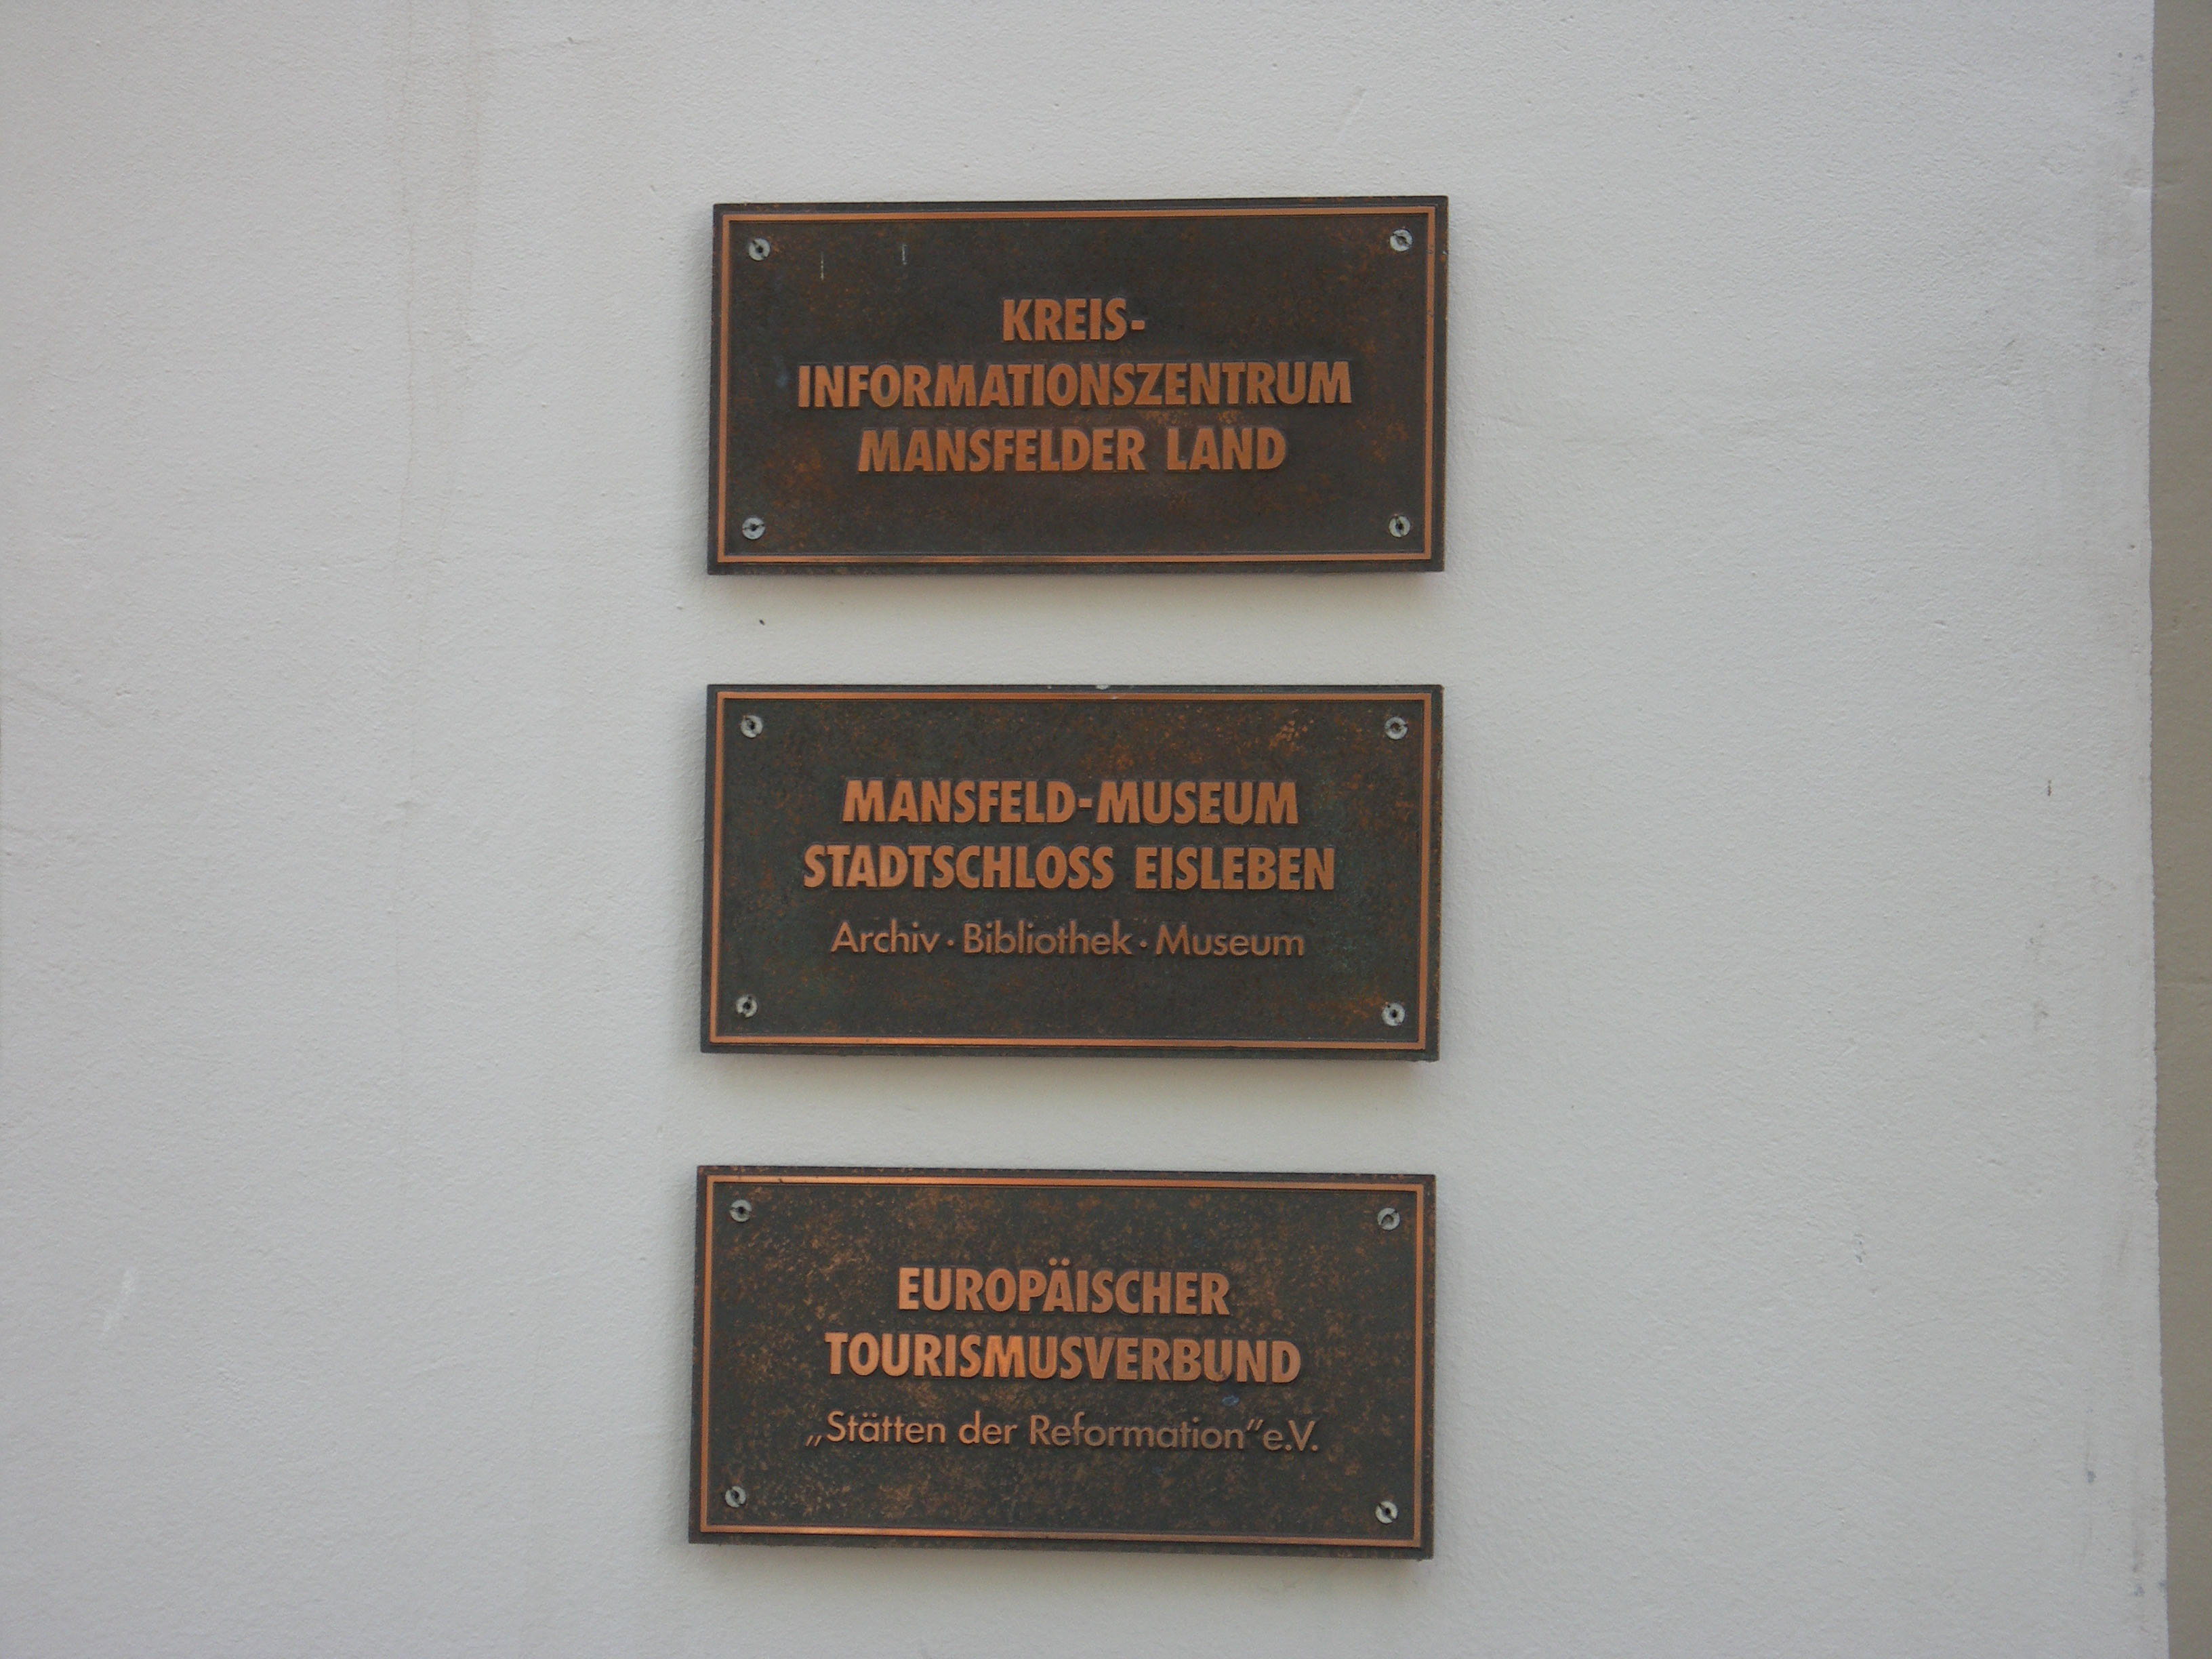 KREIS-
INFORMATIONSZENTRUM
MANSFELDER LAND
MANSFELD-MUSEUM
STADTSCHLOSS EISLEBEN
Archiv · Bibliothek · Museum
EUROPÄISCHER
TOURISMUSVERBUND
„Stätten der Reformation“ e.V.